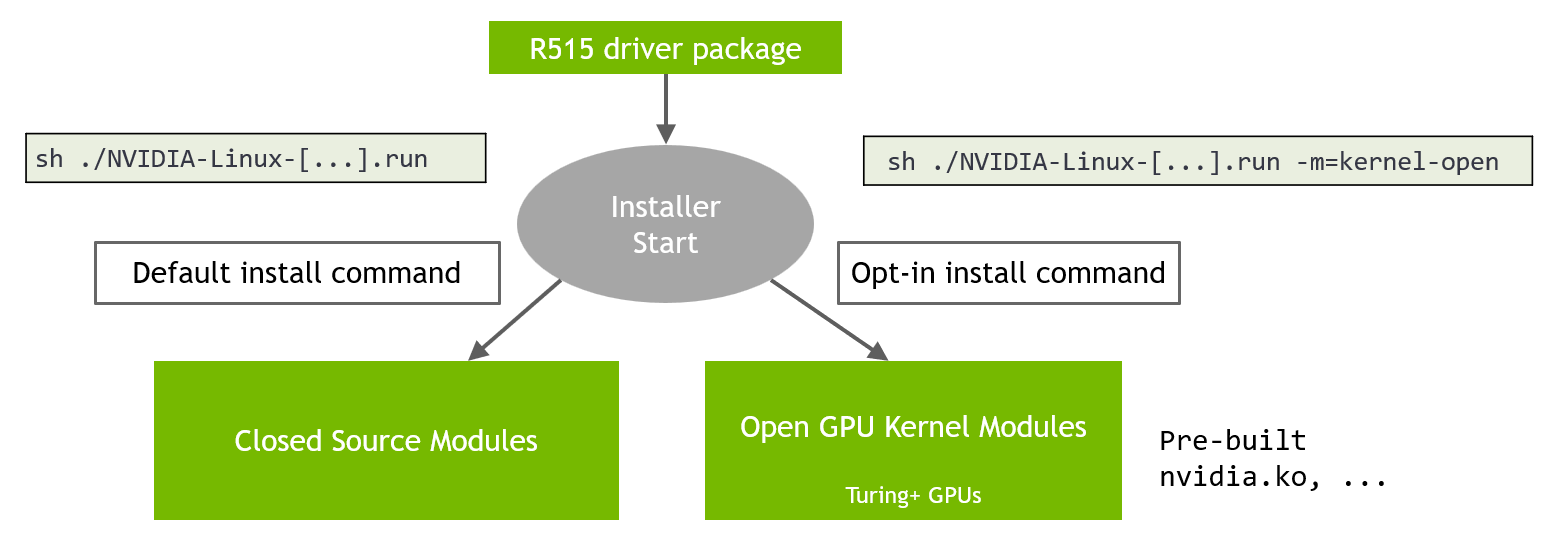 R515 driver package
sh ./NVIDIA-Linux-[...].run
sh ./NVIDIA-Linux-[...].run -m=kernel-open
Installer
Start
Default install command
Opt-in install command
Closed Source Modules
Open GPU Kernel Modules
Turing+ GPUs
Pre-built
nvidia.ko, ...